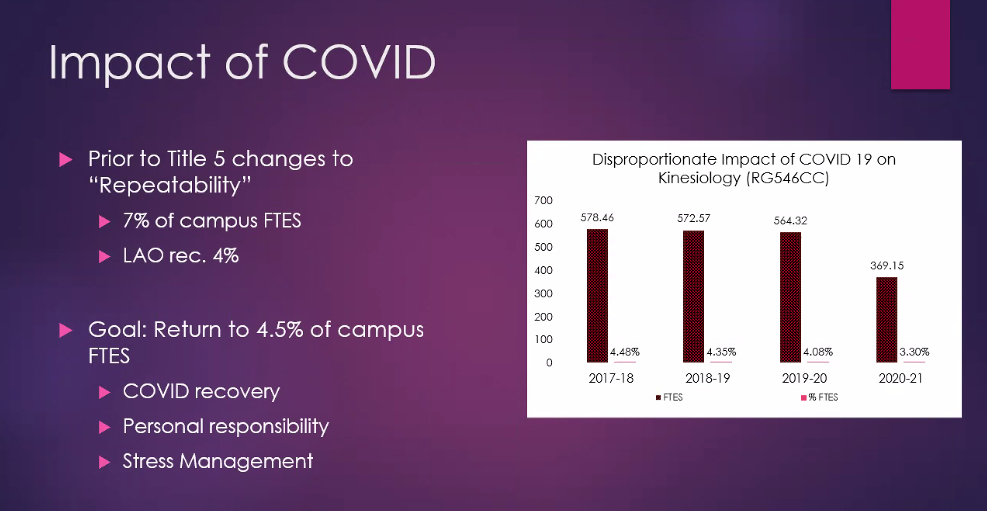 Impact of COVID
Prior to Title 5 changes to
“Repeatability”
7% of campus FTES
LAO rec. 4%
Goal: Return to 4.5% of campus
FTES
COVID recovery
Personal responsibility
Stress Management
Disproportionate Impact of COVID 19 on
Kinesiology (RG546CC)
700
600
500
400
300
200
100
0
578.46
572.57
564.32
369.15
4.48%
4.35%
4.08%
3.30%
2017-18
2018-19
2019-20
2020-21
FTES
% FTES